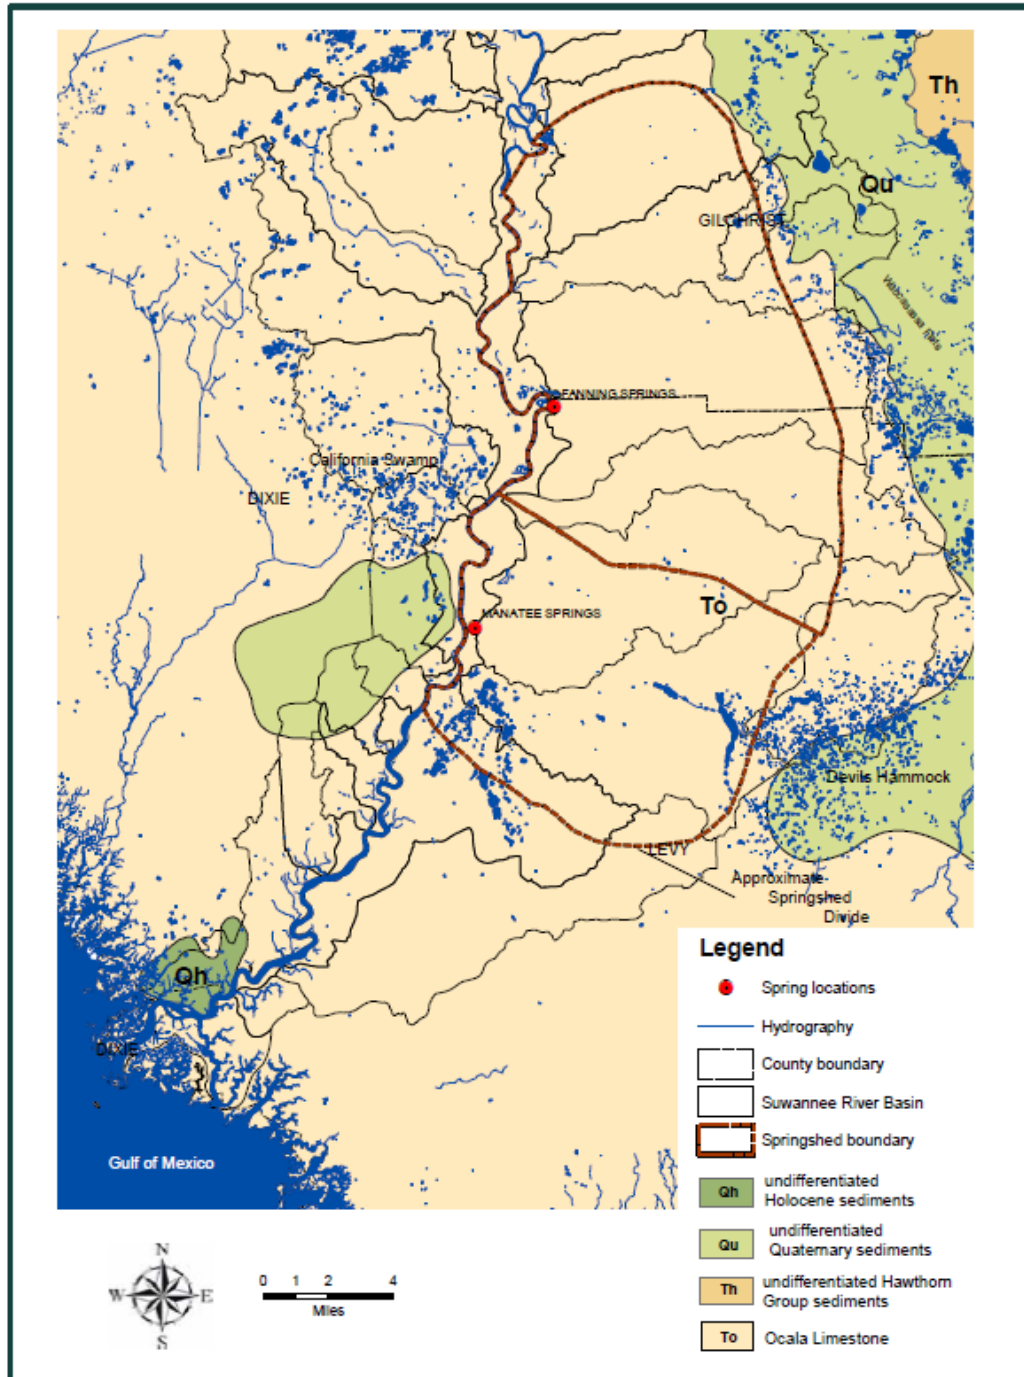 Th
Qu
GILCHRIST
Waccasassa Flats
FANNING SPRINGS
California Swamp
DIXIE
To
MANATEE SPRINGS
Devils Hammock
LEVY
Approximate
Springshed
Divide
Qh
DIXIE
Gulf of Mexico
Legend
Spring locations
Hydrography
County boundary
Suwannee River Basin
Springshed boundary
Qh undifferentiated
Holocene sediments
Qu undifferentiated
Quaternary sediments
Th undifferentiated Hawthorn
Group sediments
To Ocala Limestone
N
W E
S
0 1 2 4
Miles